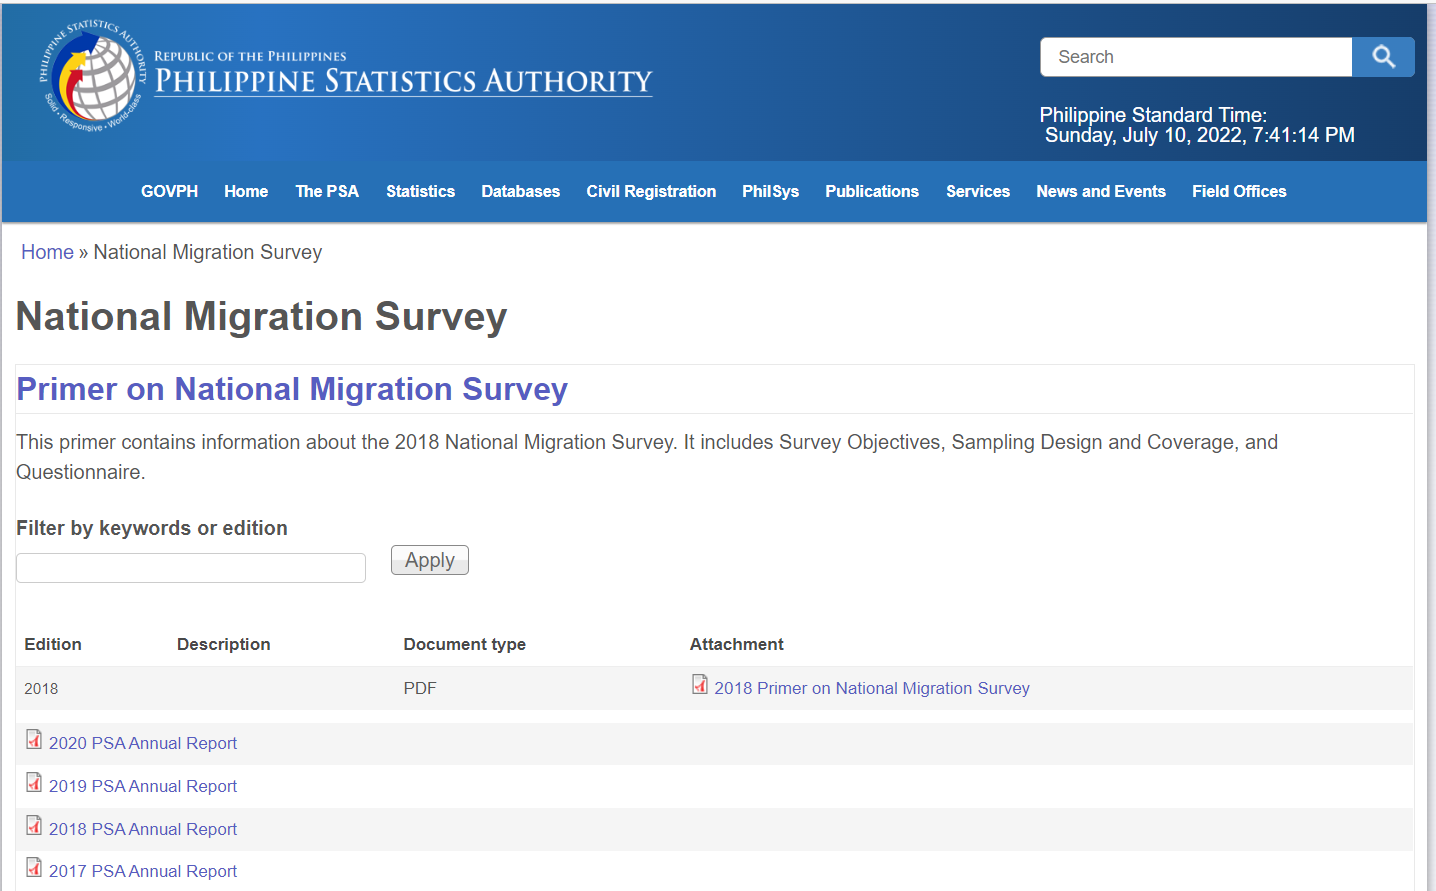 PHILIPPINE STATISTICS AUTHORITY
Solid • Responsive • World-class
REPUBLIC OF THE PHILIPPINES
PHILIPPINE STATISTICS AUTHORITY
Search
Philippine Standard Time:
Sunday, July 10, 2022, 7:41:14 PM
GOVPH Home The PSA Statistics Databases Civil Registration PhilSys Publications Services News and Events Field Offices
Home » National Migration Survey
National Migration Survey
Primer on National Migration Survey
This primer contains information about the 2018 National Migration Survey. It includes Survey Objectives, Sampling Design and Coverage, and
Questionnaire.
Filter by keywords or edition
Apply
Edition Description Document type Attachment
2018 PDF 2018 Primer on National Migration Survey
2020 PSA Annual Report
2019 PSA Annual Report
2018 PSA Annual Report
2017 PSA Annual Report